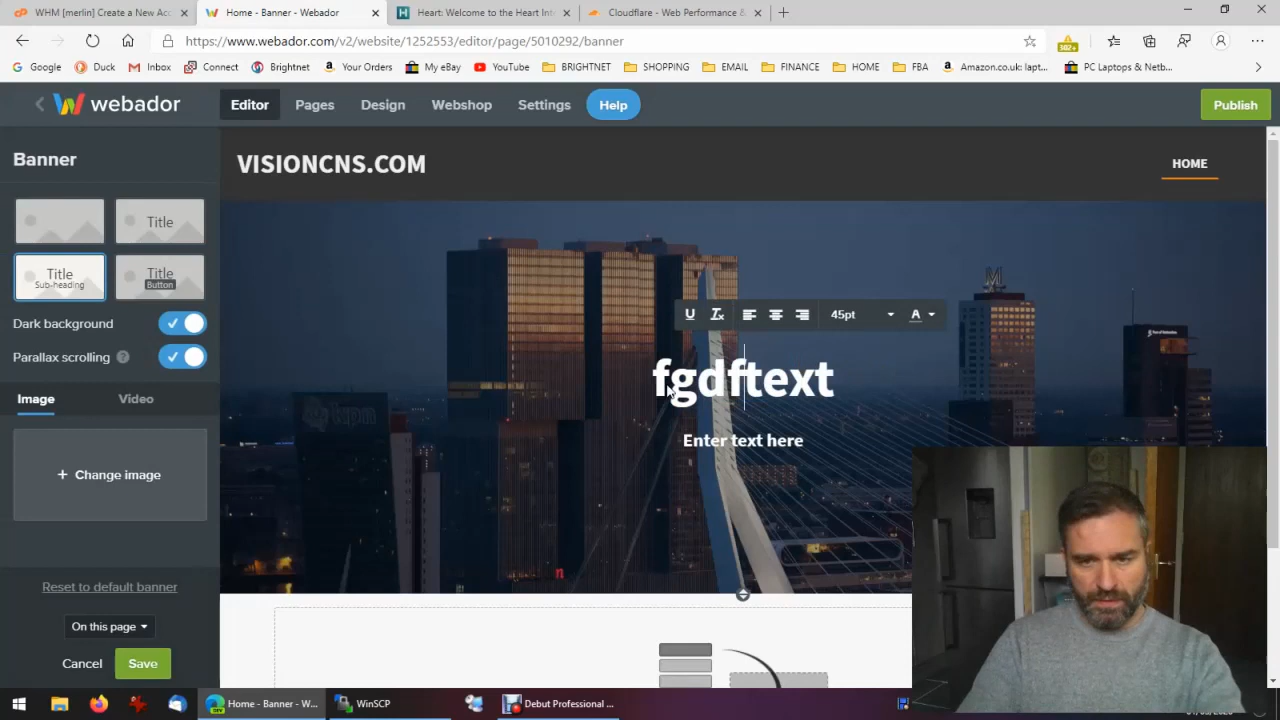 WHM [merlin] Create a New Acc
Home - Banner - Webador
Heart: Welcome to the Heart Int
Cloudflare - Web Performance &
https://www.webador.com/v2/website/1252553/editor/page/5010292/banner
302+
Google
Duck
Inbox
Connect
Brightnet
Your Orders
My eBay
YouTube
BRIGHTNET
SHOPPING
EMAIL
FINANCE
HOME
FBA
Amazon.co.uk: lapt...
PC Laptops & Netb...
webador
Editor
Pages
Design
Webshop
Settings
Help
Publish
Banner
VISIONCNS.COM
HOME
Title
Title
Sub-heading
Title
Button
Dark background
Parallax scrolling ?
U Tx 45pt A
fgdftext
Enter text here
Image
Video
+ Change image
Reset to default banner
On this page
Cancel
Save
Home - Banner - W...
WinSCP
Debut Professional ...